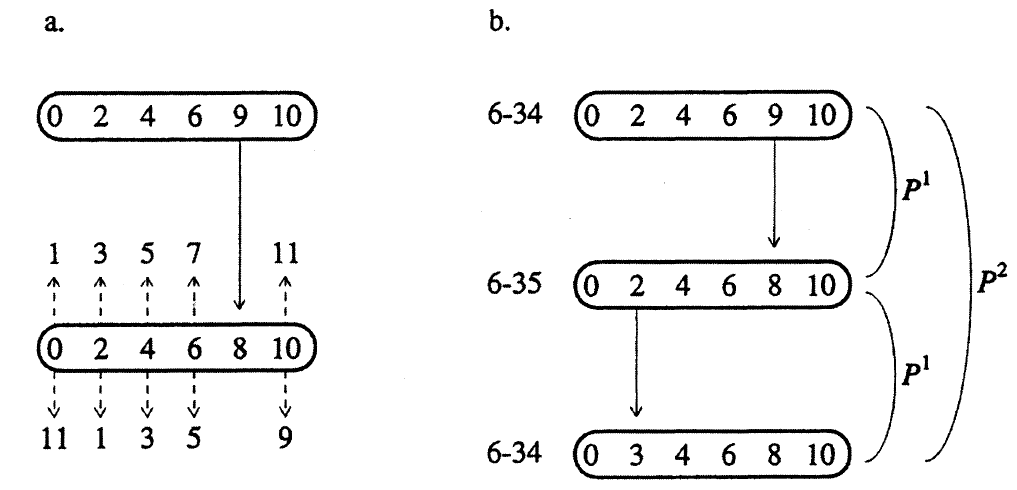 a.
0 2 4 6 9 10
1 3 5 7 11
0 2 4 6 8 10
11 1 3 5 9
b.
6-34 0 2 4 6 9 10
P¹
6-35 0 2 4 6 8 10
P²
P¹
6-34 0 3 4 6 8 10